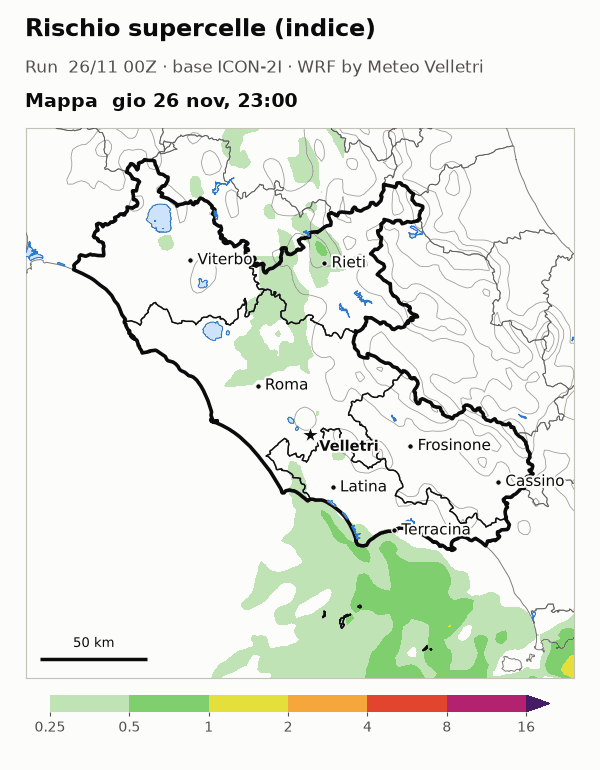 Rischio supercelle (indice)
Run  26/11 00Z · base ICON-2I · WRF by Meteo Velletri
Mappa  gio 26 nov, 23:00
Viterbo
Rieti
Roma
Velletri
Frosinone
Cassino
Latina
Terracina
50 km
0.25 0.5 1 2 4 8 16